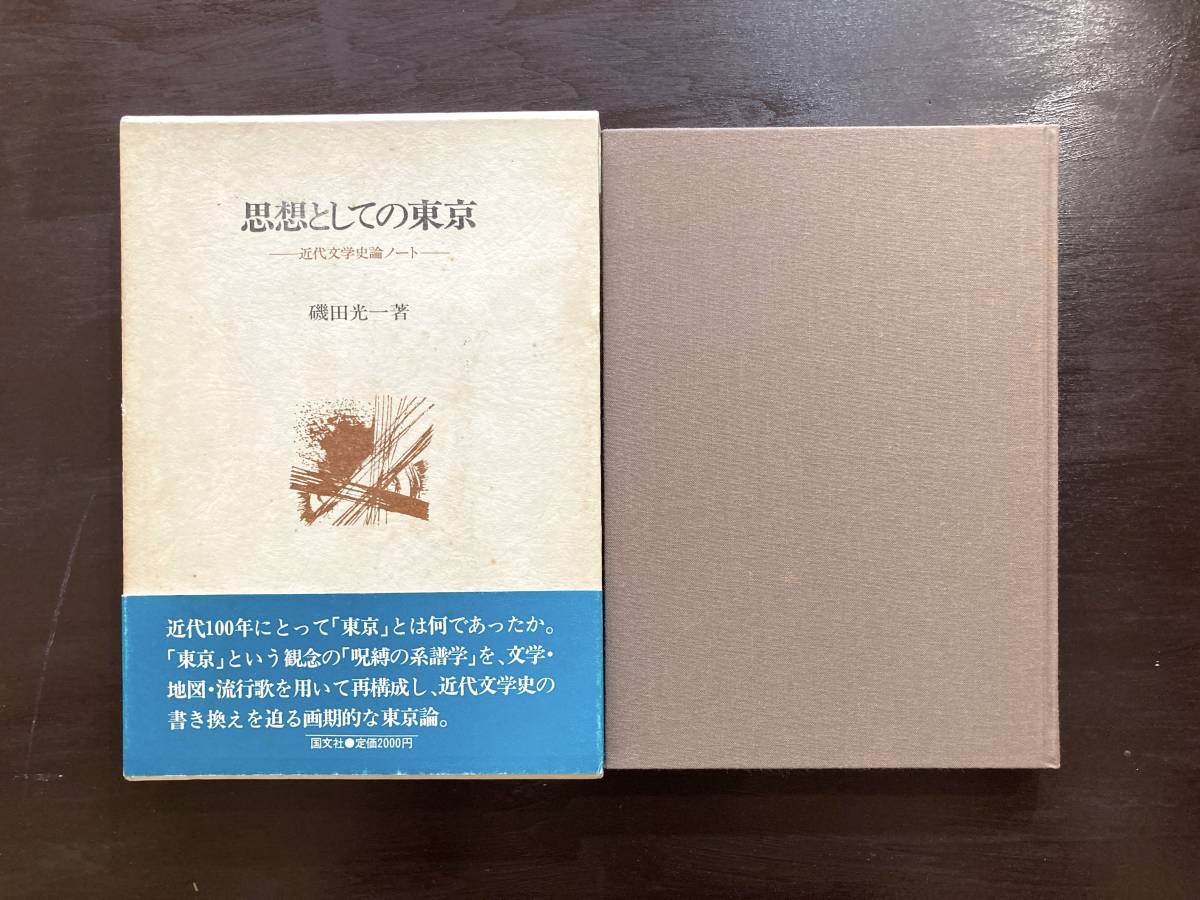 思想としての東京
——近代文学史論ノート——
磯田光一著
近代100年にとって「東京」とは何であったか。
「東京」という観念の「呪縛の系譜学」を、文学・
地図・流行歌を用いて再構成し、近代文学史の
書き換えを迫る画期的な東京論。
国文社●定価2000円